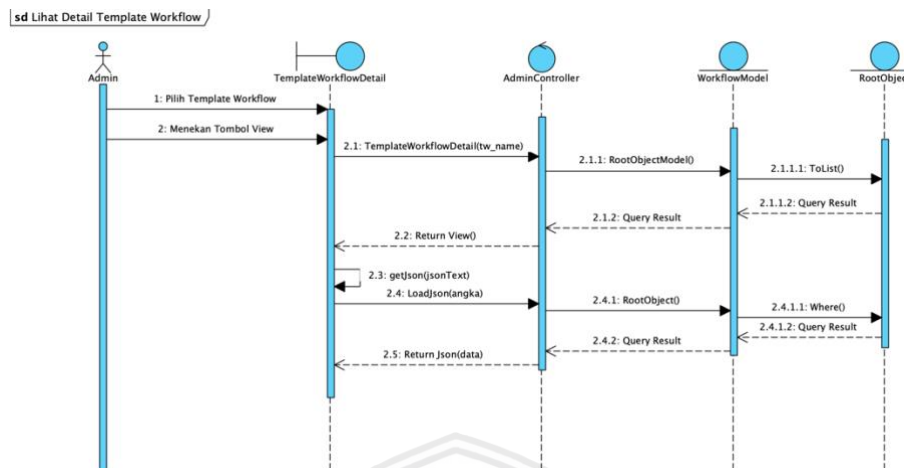 sd Lihat Detail Template Workflow
Admin
TemplateWorkflowDetail
AdminController
WorkflowModel
RootObject
1: Pilih Template Workflow
2: Menekan Tombol View
2.1: TemplateWorkflowDetail(tw_name)
2.1.1: RootObjectModel()
2.1.1.1: ToList()
2.1.1.2: Query Result
2.1.2: Query Result
2.2: Return View()
2.3: getJson(jsonText)
2.4: LoadJson(angka)
2.4.1: RootObject()
2.4.1.1: Where()
2.4.1.2: Query Result
2.4.2: Query Result
2.5: Return Json(data)